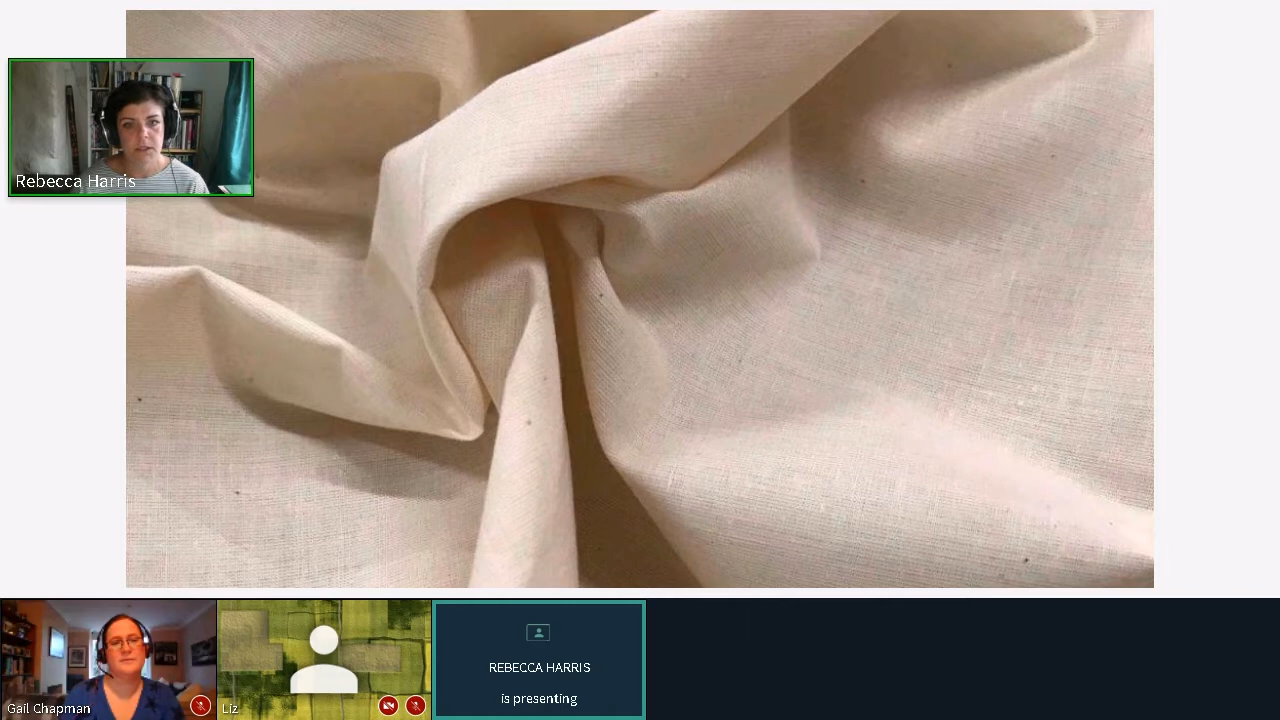 Rebecca Harris
Gail Chapman
Liz
REBECCA HARRIS
is presenting